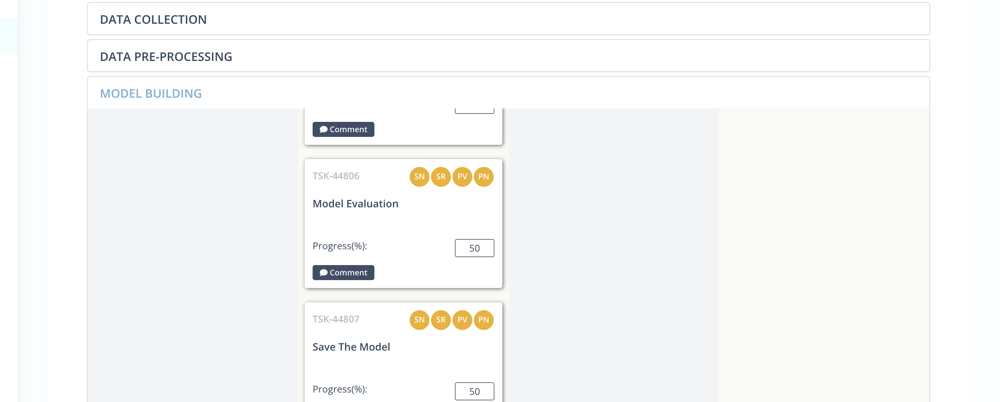 DATA COLLECTION
DATA PRE-PROCESSING
MODEL BUILDING
Comment
TSK-44806 SN SR PV PN
Model Evaluation
Progress(%): 50
Comment
TSK-44807 SN SR PV PN
Save The Model
Progress(%): 50